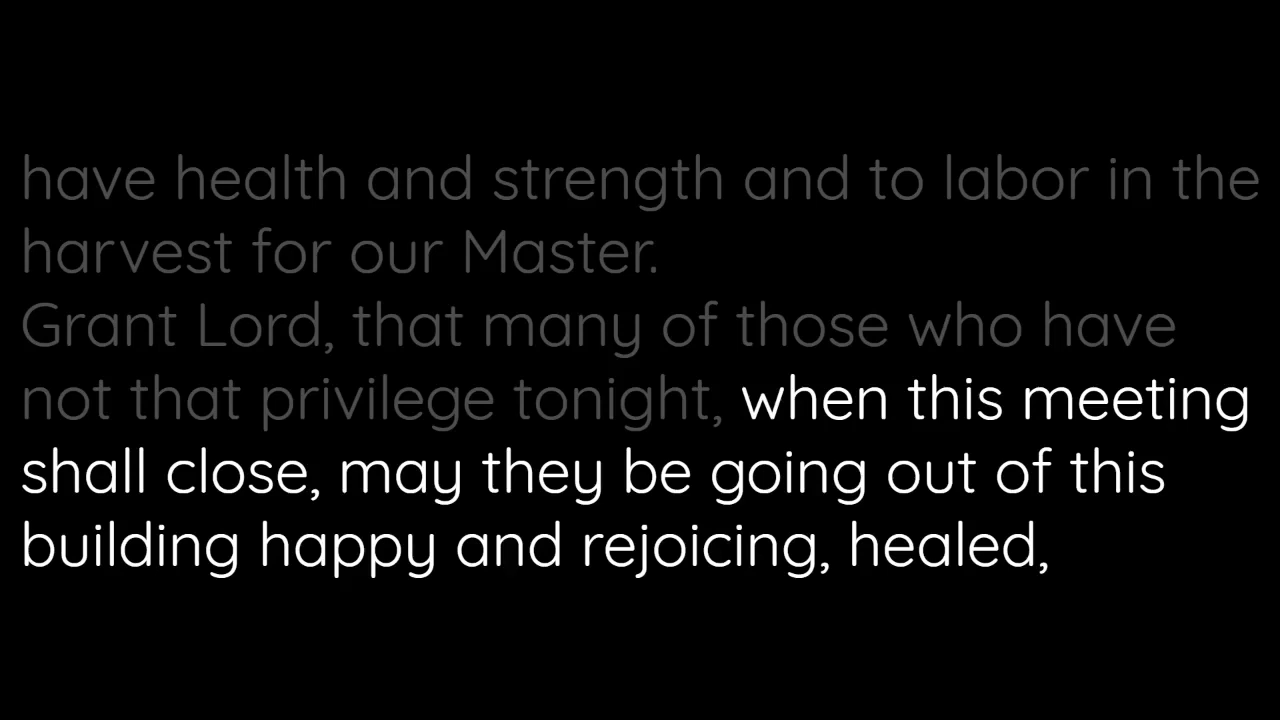 have health and strength and to labor in the
harvest for our Master.
Grant Lord, that many of those who have
not that privilege tonight, when this meeting
shall close, may they be going out of this
building happy and rejoicing, healed,